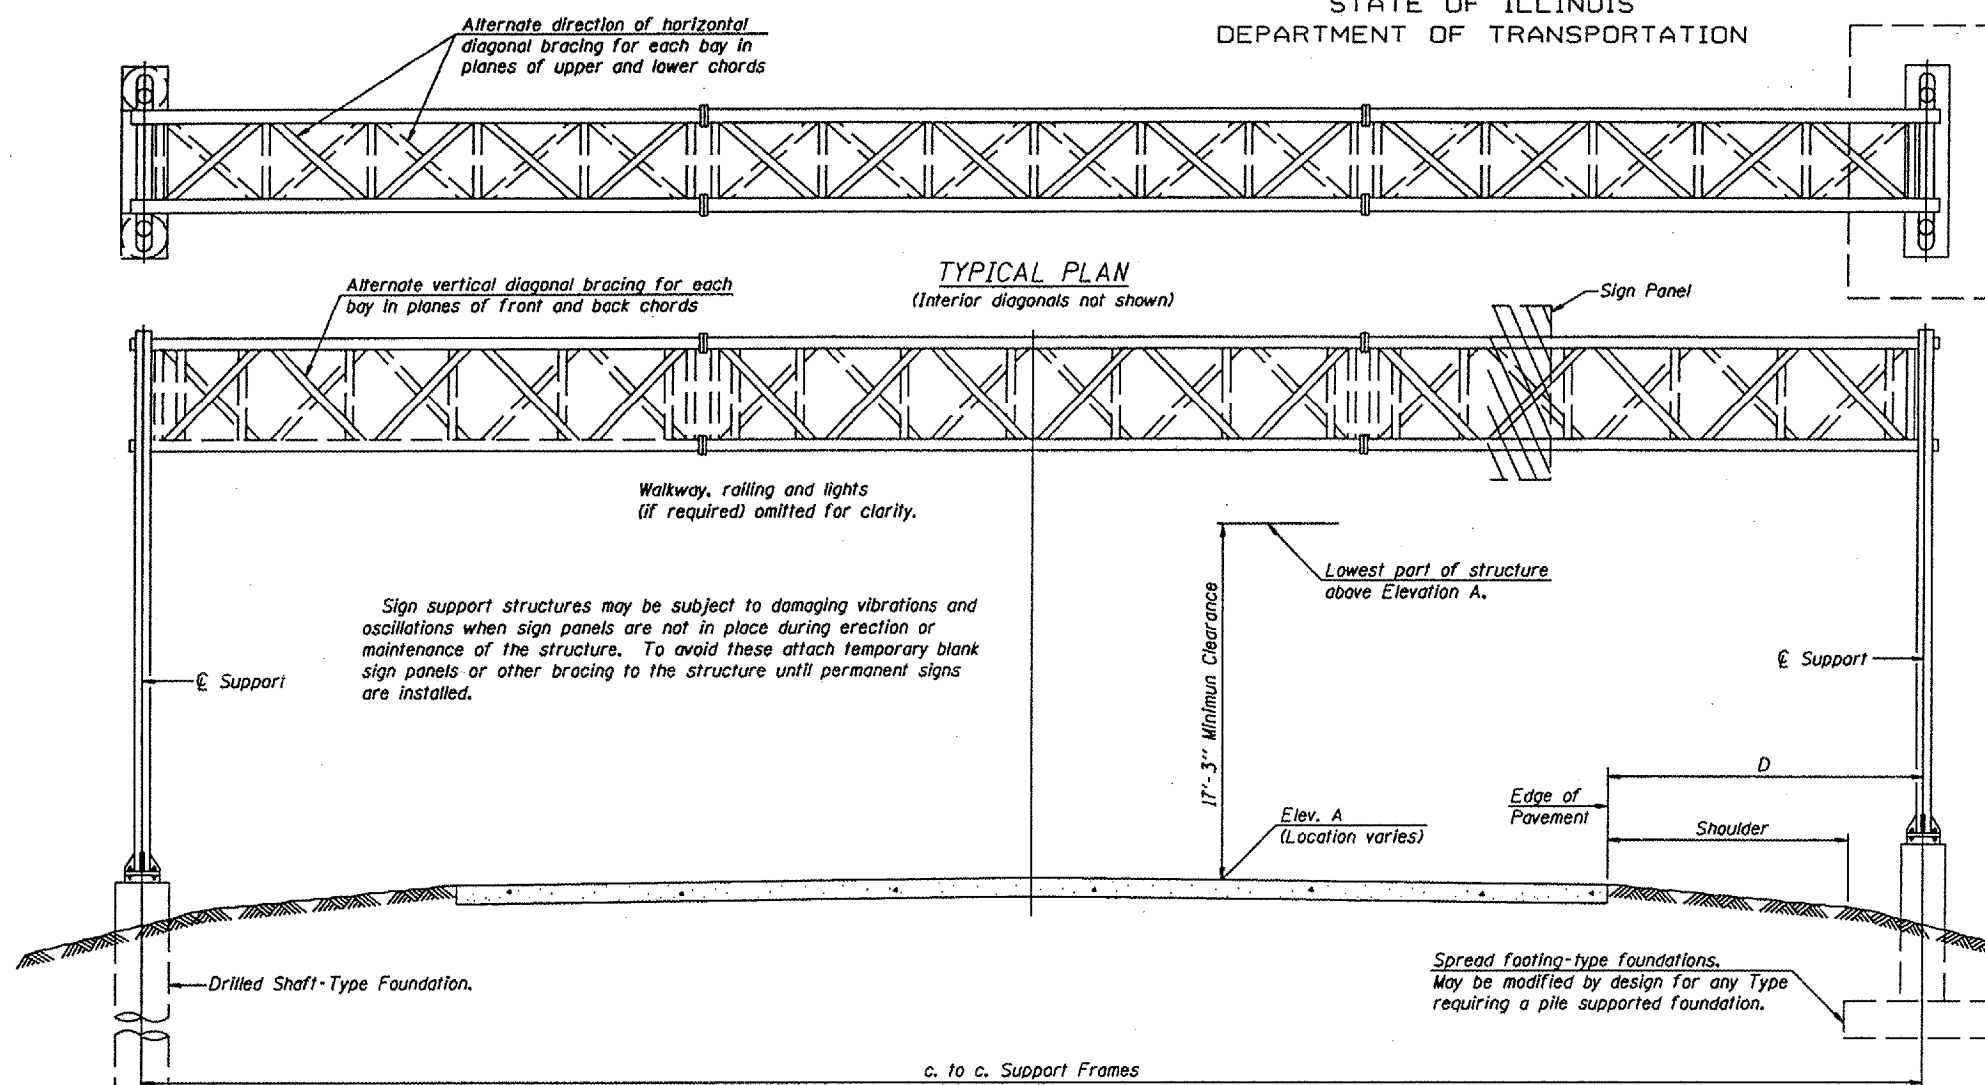 STATE OF ILLINOIS
DEPARTMENT OF TRANSPORTATION
Alternate direction of horizontal
diagonal bracing for each bay in
planes of upper and lower chords
TYPICAL PLAN
(Interior diagonals not shown)
Alternate vertical diagonal bracing for each
bay in planes of front and back chords
Sign Panel
Walkway, railing and lights
(if required) omitted for clarity.
Lowest part of structure
above Elevation A.
Sign support structures may be subject to damaging vibrations and
oscillations when sign panels are not in place during erection or
maintenance of the structure. To avoid these attach temporary blank
sign panels or other bracing to the structure until permanent signs
are installed.
17'-3" Minimun Clearance
℄ Support
℄ Support
D
Edge of
Pavement
Shoulder
Elev. A
(Location varies)
Drilled Shaft-Type Foundation.
Spread footing-type foundations.
May be modified by design for any Type
requiring a pile supported foundation.
c. to c. Support Frames